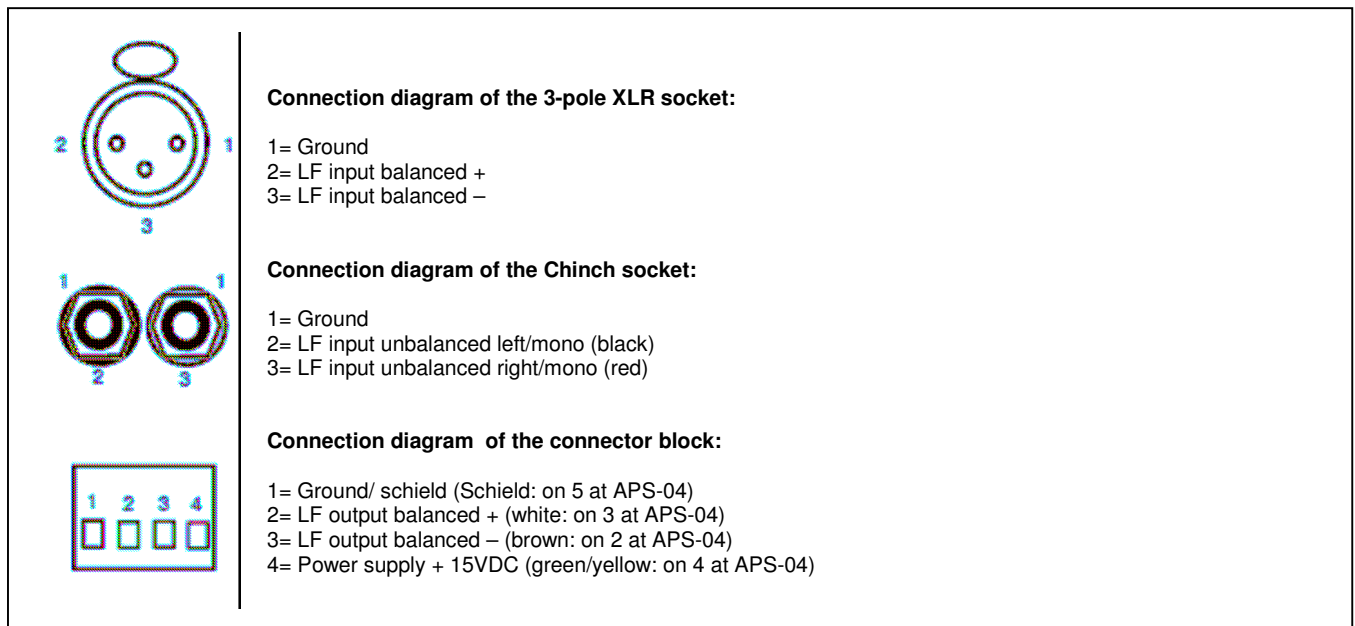 Connection diagram of the 3-pole XLR socket:
2
1
1= Ground
2= LF input balanced +
3= LF input balanced –
3
Connection diagram of the Chinch socket:
1
1
1= Ground
2= LF input unbalanced left/mono (black)
3= LF input unbalanced right/mono (red)
2
3
Connection diagram of the connector block:
1 2 3 4
1= Ground/ schield (Schield: on 5 at APS-04)
2= LF output balanced + (white: on 3 at APS-04)
3= LF output balanced – (brown: on 2 at APS-04)
4= Power supply + 15VDC (green/yellow: on 4 at APS-04)